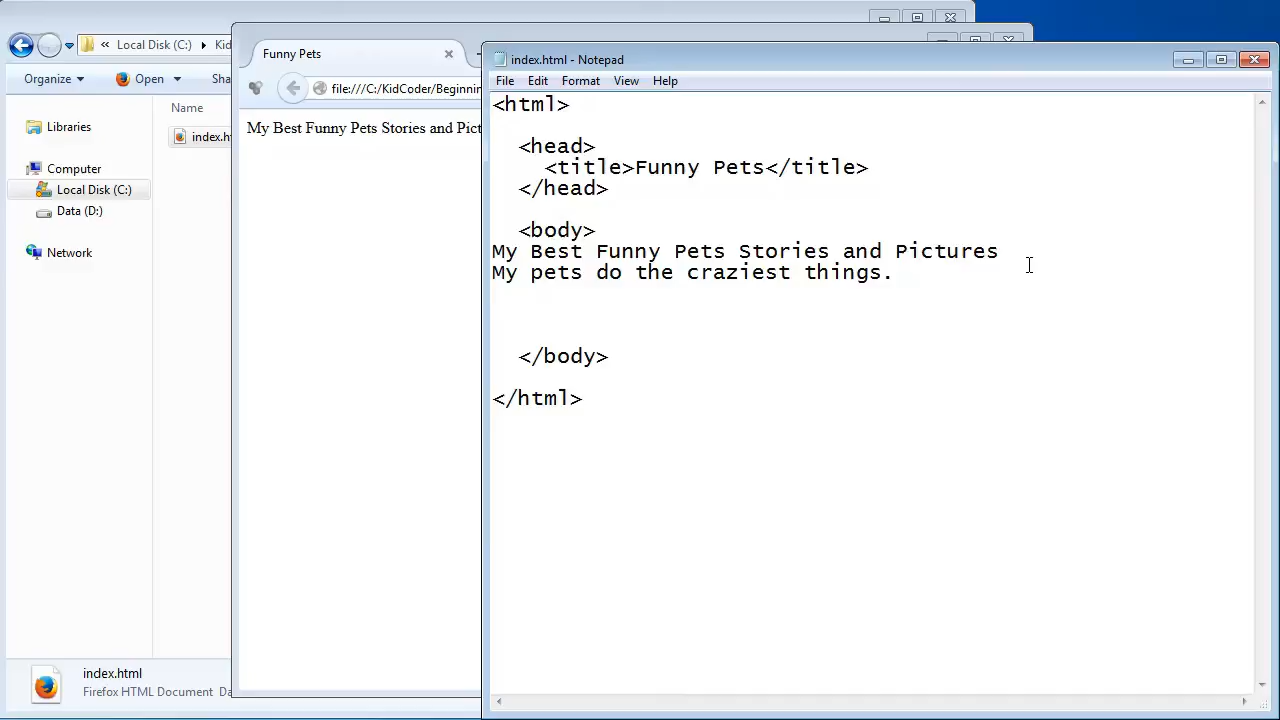 Local Disk (C:)
Kid
Organize
Open
Sha
Name
Libraries
index.h
Computer
Local Disk (C:)
Data (D:)
Network
index.html
Firefox HTML Document
Funny Pets
file:///C:/KidCoder/Beginnin
My Best Funny Pets Stories and Pict
index.html - Notepad
File Edit Format View Help
<html>
<head>
<title>Funny Pets</title>
</head>
<body>
My Best Funny Pets Stories and Pictures
My pets do the craziest things.
</body>
</html>